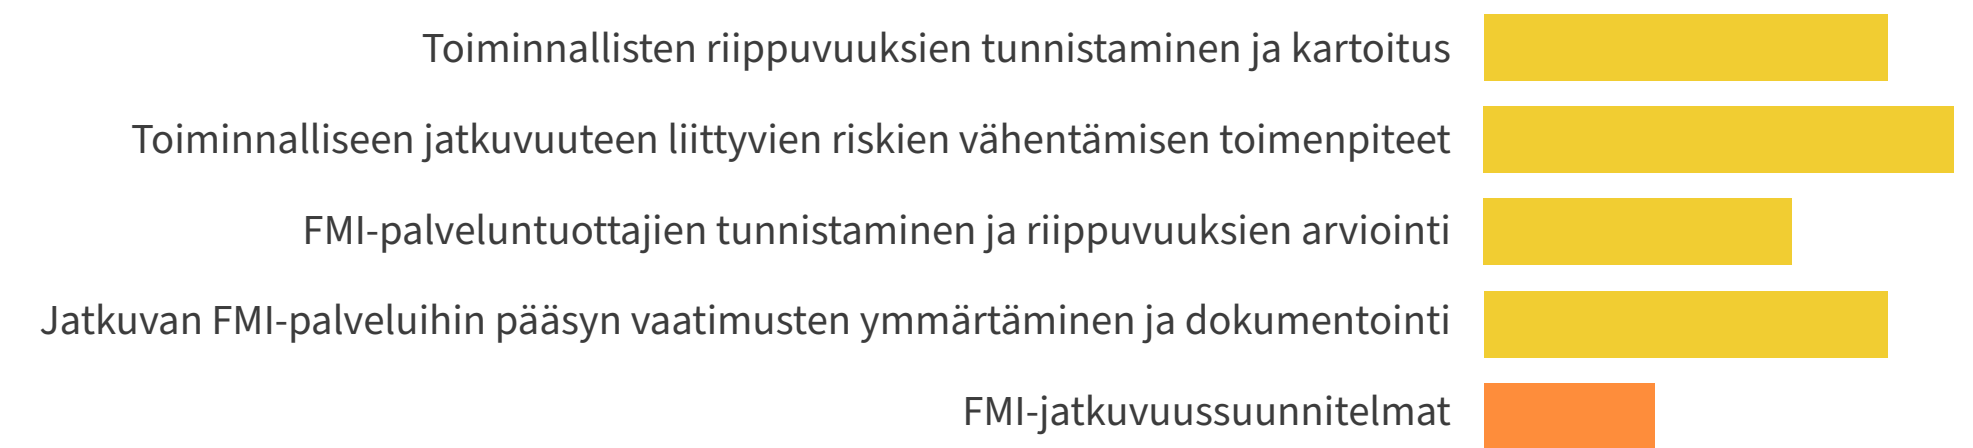 Toiminnallisten riippuvuuksien tunnistaminen ja kartoitus
Toiminnalliseen jatkuvuuteen liittyvien riskien vähentämisen toimenpiteet
FMI-palveluntuottajien tunnistaminen ja riippuvuuksien arviointi
Jatkuvan FMI-palveluihin pääsyn vaatimusten ymmärtäminen ja dokumentointi
FMI-jatkuvuussuunnitelmat